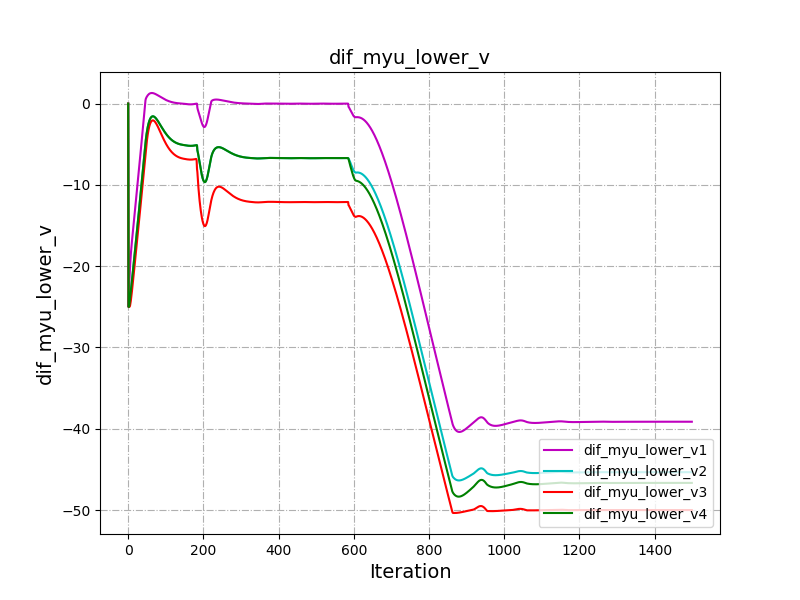 dif_myu_lower_v
dif_myu_lower_v
0
−10
−20
−30
−40
−50
0 200 400 600 800 1000 1200 1400
Iteration
dif_myu_lower_v1
dif_myu_lower_v2
dif_myu_lower_v3
dif_myu_lower_v4